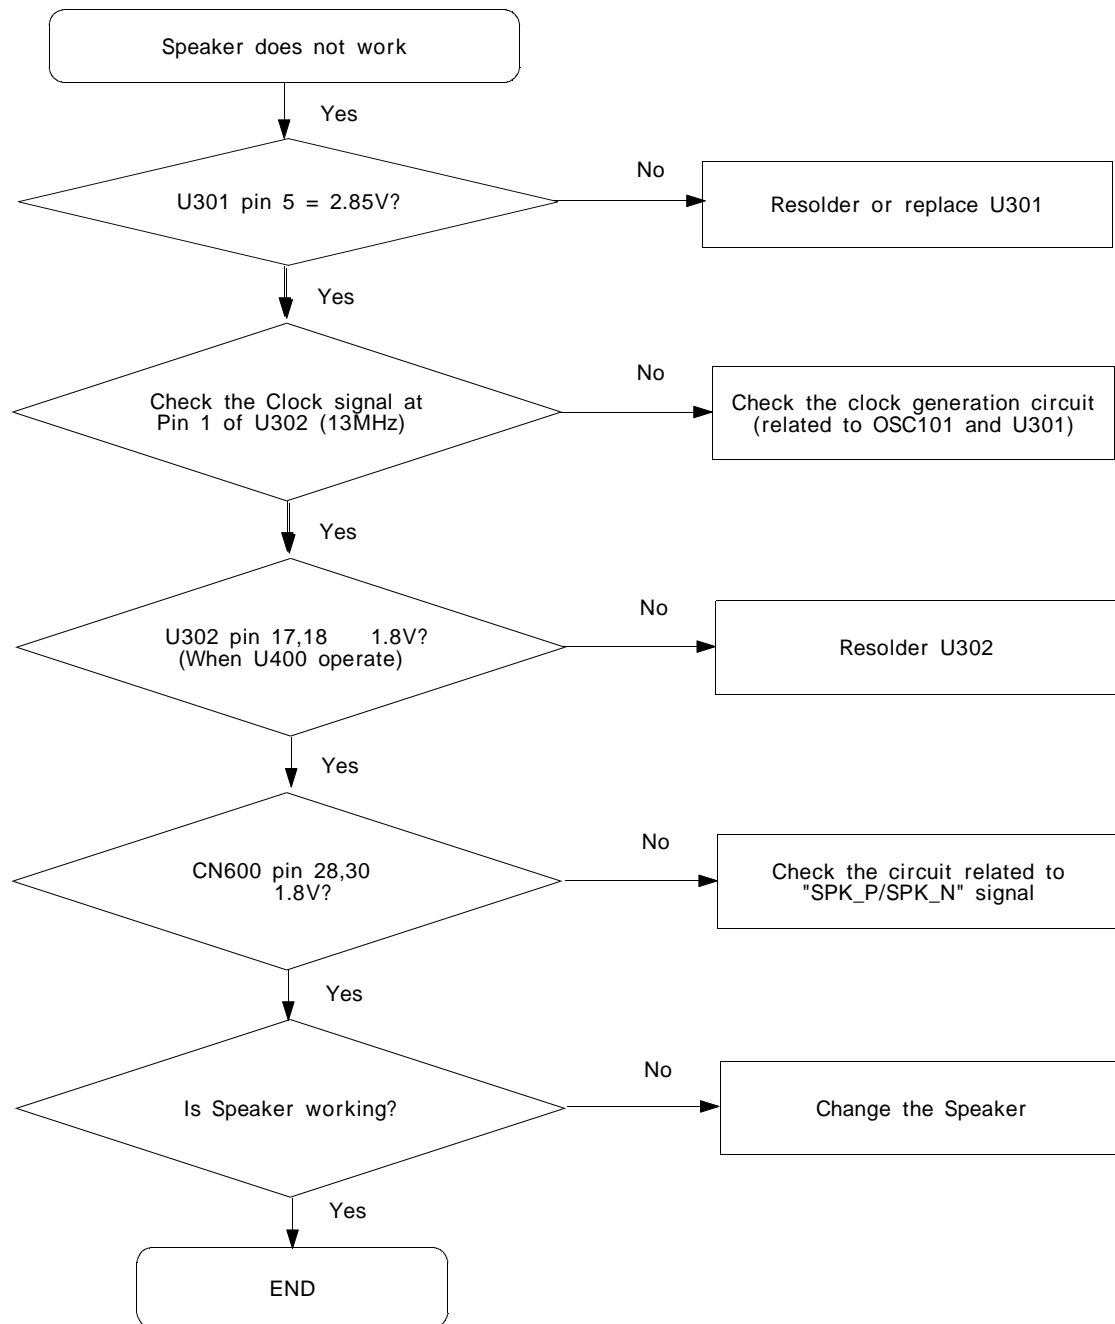 Speaker does not work
Yes
U301 pin 5 = 2.85V?
No
Resolder or replace U301
Yes
Check the Clock signal at
Pin 1 of U302 (13MHz)
No
Check the clock generation circuit
(related to OSC101 and U301)
Yes
U302 pin 17,18 1.8V?
(When U400 operate)
No
Resolder U302
Yes
CN600 pin 28,30
1.8V?
No
Check the circuit related to
"SPK_P/SPK_N" signal
Yes
Is Speaker working?
No
Change the Speaker
Yes
END